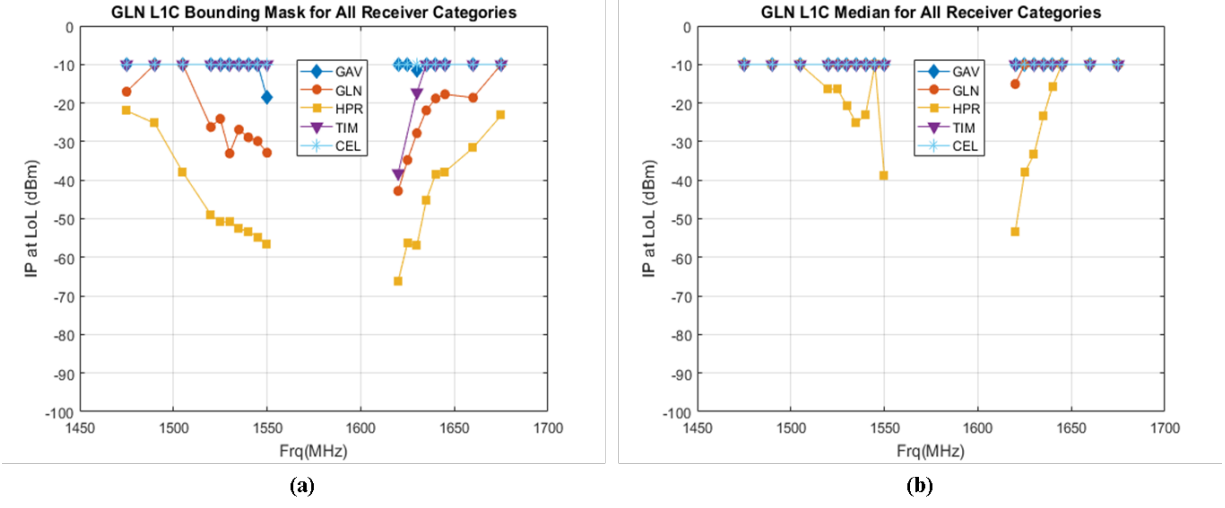 GLN L1C Bounding Mask for All Receiver Categories
0
-10
-20
-30
-40
-50
-60
-70
-80
-90
-100
IP at LoL (dBm)
GAV
GLN
HPR
TIM
CEL
1450 1500 1550 1600 1650 1700
Frq(MHz)
(a)
GLN L1C Median for All Receiver Categories
0
-10
-20
-30
-40
-50
-60
-70
-80
-90
-100
IP at LoL (dBm)
GAV
GLN
HPR
TIM
CEL
1450 1500 1550 1600 1650 1700
Frq(MHz)
(b)